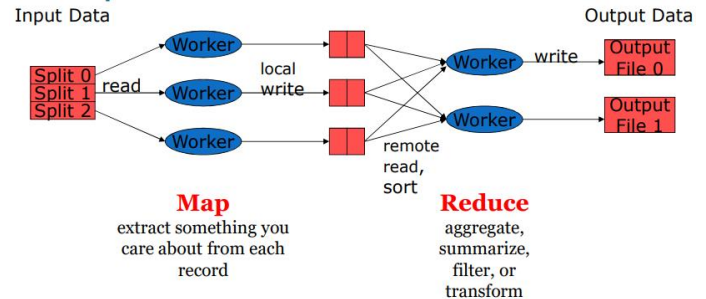 Input Data
Output Data
Split 0
Split 1
Split 2
read
Worker
Worker
Worker
local
write
remote
read,
sort
Worker
Worker
write
Output
File 0
Output
File 1
Map
extract something you
care about from each
record
Reduce
aggregate,
summarize,
filter, or
transform